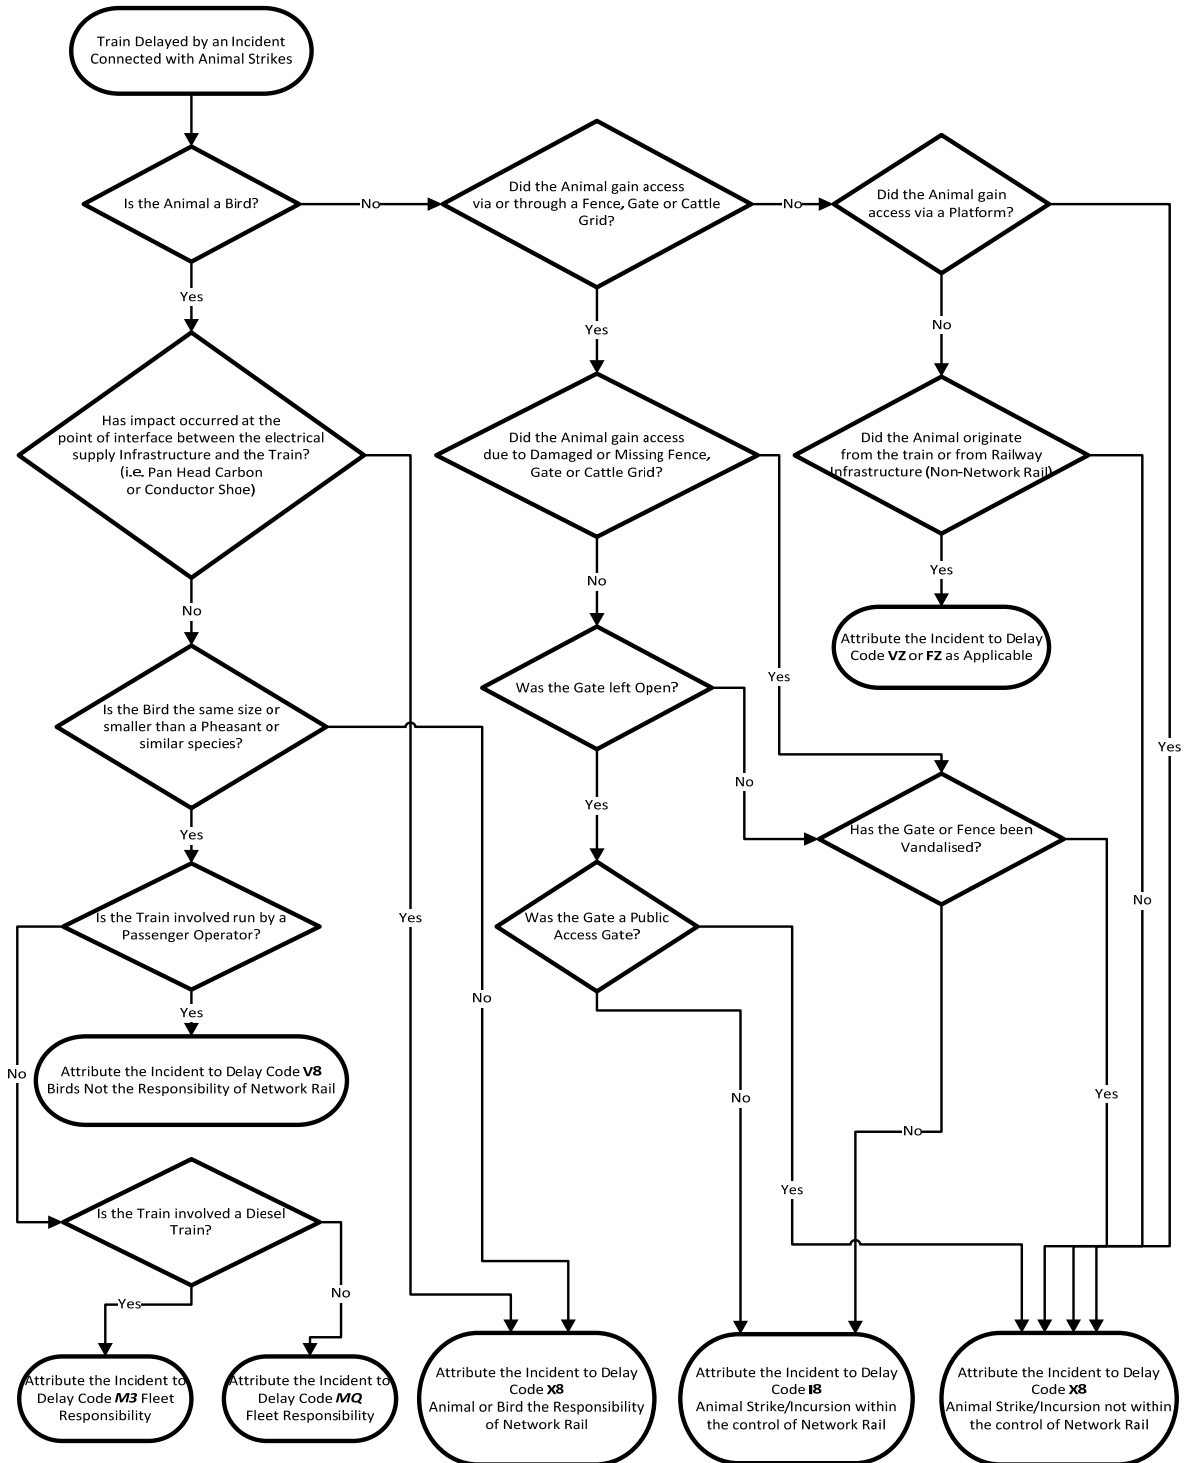 Train Delayed by an Incident
Connected with Animal Strikes
Is the Animal a Bird?
No
Did the Animal gain access
via or through a Fence, Gate or Cattle
Grid?
No
Did the Animal gain
access via a Platform?
Yes
Yes
No
Has impact occurred at the
point of interface between the electrical
supply Infrastructure and the Train?
(i.e. Pan Head Carbon
or Conductor Shoe)
Did the Animal gain access
due to Damaged or Missing Fence,
Gate or Cattle Grid?
Did the Animal originate
from the train or from Railway
Infrastructure (Non-Network Rail)
No
No
Yes
Attribute the Incident to Delay
Code VZ or FZ as Applicable
Is the Bird the same size or
smaller than a Pheasant or
similar species?
Was the Gate left Open?
Yes
Yes
No
Yes
Yes
Has the Gate or Fence been
Vandalised?
Is the Train involved run by a
Passenger Operator?
Yes
Was the Gate a Public
Access Gate?
No
Yes
No
Attribute the Incident to Delay Code V8
Birds Not the Responsibility of Network Rail
No
No
Yes
No
Yes
Is the Train involved a Diesel
Train?
Yes
No
Attribute the Incident to
Delay Code M3 Fleet
Responsibility
Attribute the Incident to
Delay Code MQ
Fleet Responsibility
Attribute the Incident to Delay
Code X8
Animal or Bird the Responsibility
of Network Rail
Attribute the Incident to Delay
Code I8
Animal Strike/Incursion within
the control of Network Rail
Attribute the Incident to Delay
Code X8
Animal Strike/Incursion not within
the control of Network Rail